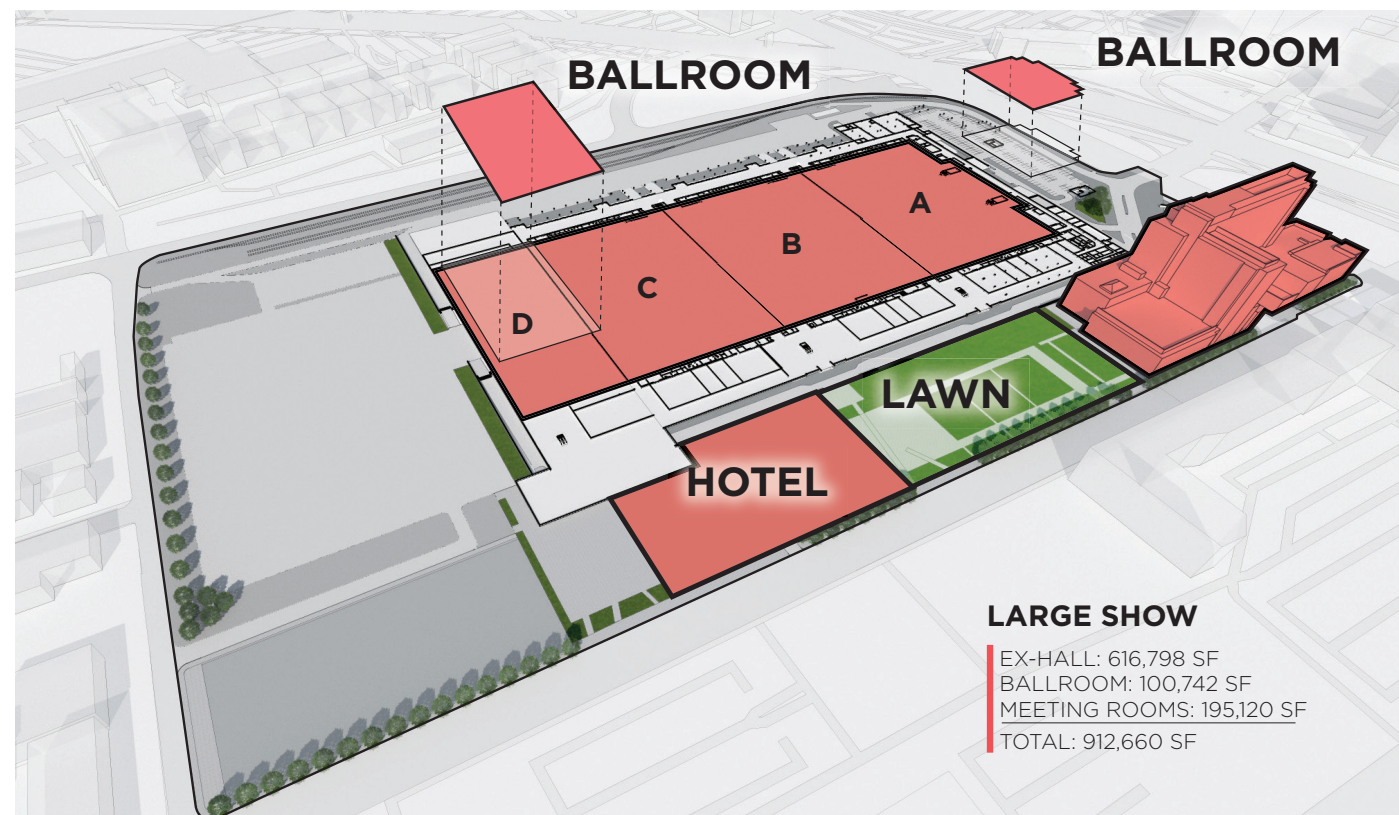 BALLROOM
BALLROOM
A
B
C
D
LAWN
HOTEL
LARGE SHOW
EX-HALL: 616,798 SF
BALLROOM: 100,742 SF
MEETING ROOMS: 195,120 SF
TOTAL: 912,660 SF